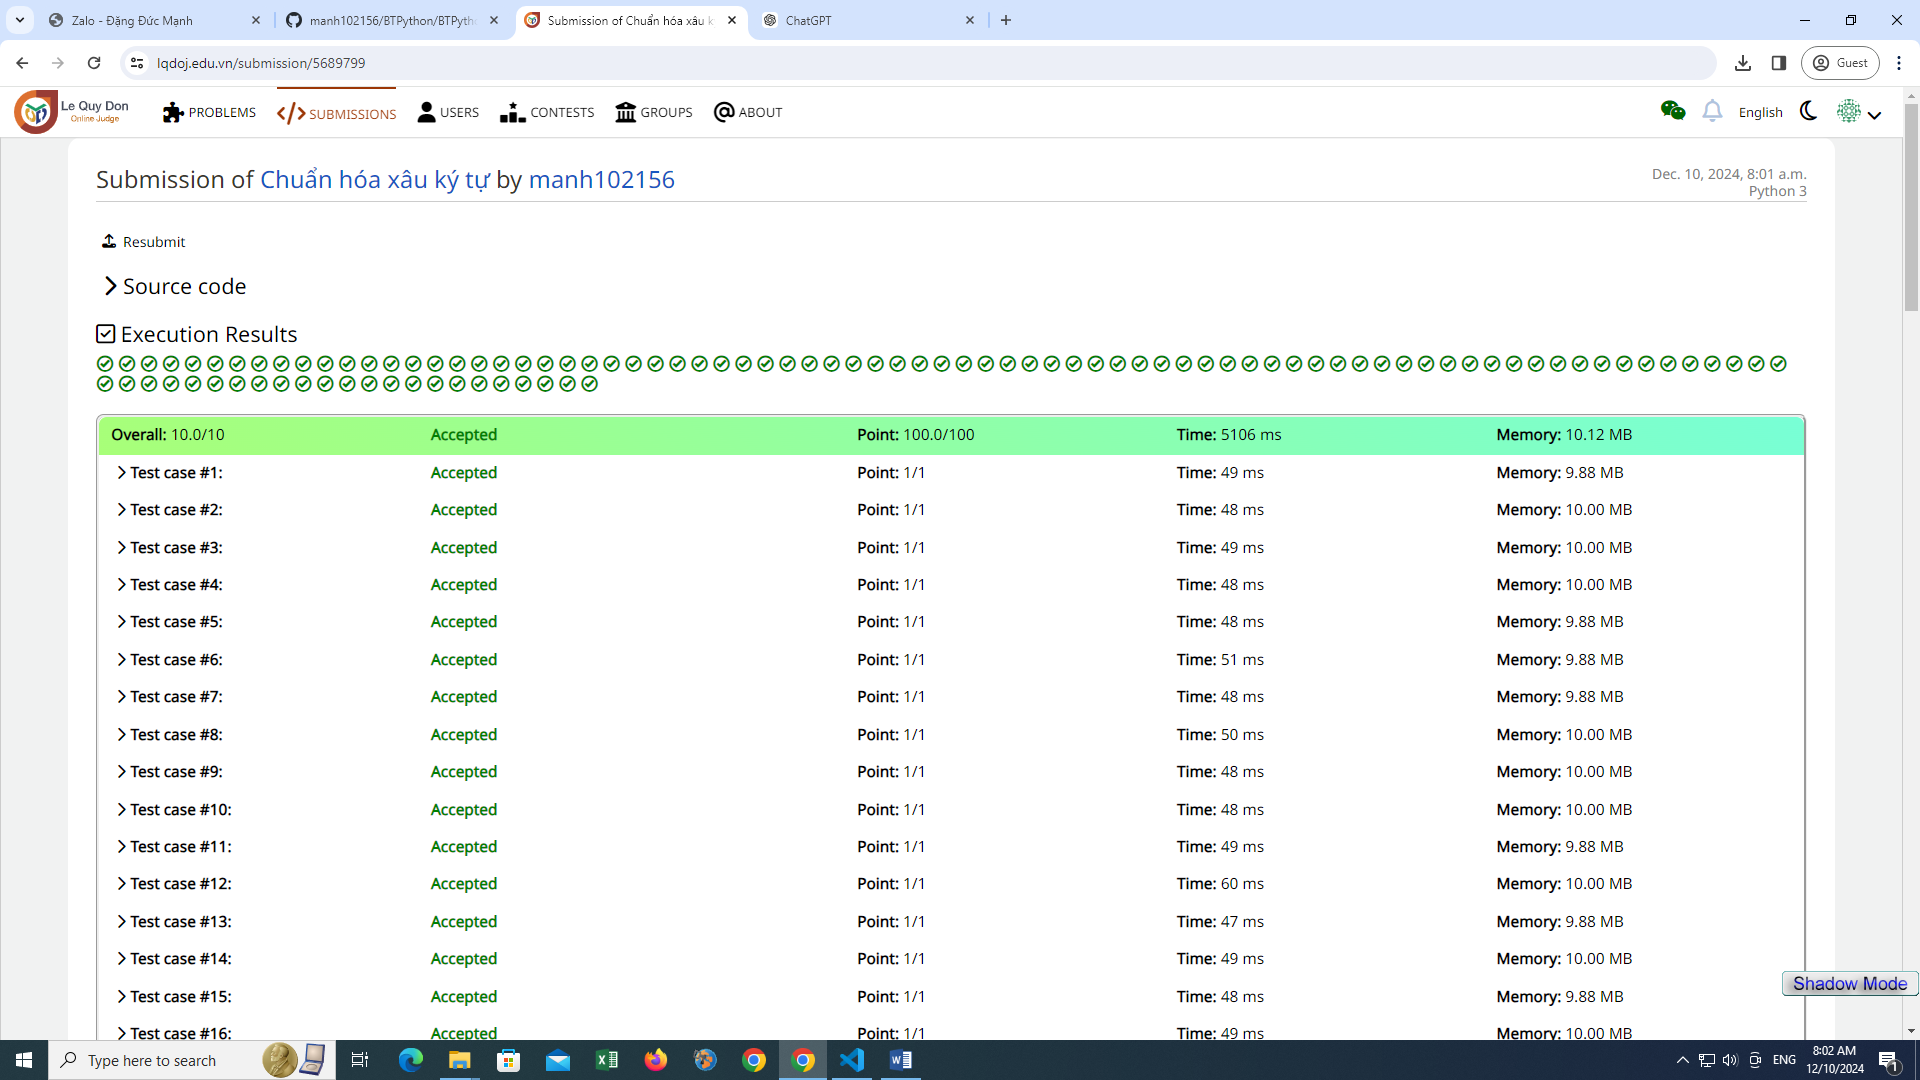 Zalo - Đặng Đức Mạnh
manh102156/BTPython/BTPytho
Submission of Chuẩn hóa xâu k
ChatGPT
lqdoj.edu.vn/submission/5689799
Guest
Le Quy Don
Online Judge
PROBLEMS
SUBMISSIONS
USERS
CONTESTS
GROUPS
ABOUT
English
Submission of Chuẩn hóa xâu ký tự by manh102156
Dec. 10, 2024, 8:01 a.m.
Python 3
Resubmit
Source code
Execution Results
Overall: 10.0/10 Accepted Point: 100.0/100 Time: 5106 ms Memory: 10.12 MB
Test case #1: Accepted Point: 1/1 Time: 49 ms Memory: 9.88 MB
Test case #2: Accepted Point: 1/1 Time: 48 ms Memory: 10.00 MB
Test case #3: Accepted Point: 1/1 Time: 49 ms Memory: 10.00 MB
Test case #4: Accepted Point: 1/1 Time: 48 ms Memory: 10.00 MB
Test case #5: Accepted Point: 1/1 Time: 48 ms Memory: 9.88 MB
Test case #6: Accepted Point: 1/1 Time: 51 ms Memory: 9.88 MB
Test case #7: Accepted Point: 1/1 Time: 48 ms Memory: 9.88 MB
Test case #8: Accepted Point: 1/1 Time: 50 ms Memory: 10.00 MB
Test case #9: Accepted Point: 1/1 Time: 48 ms Memory: 10.00 MB
Test case #10: Accepted Point: 1/1 Time: 48 ms Memory: 10.00 MB
Test case #11: Accepted Point: 1/1 Time: 49 ms Memory: 9.88 MB
Test case #12: Accepted Point: 1/1 Time: 60 ms Memory: 10.00 MB
Test case #13: Accepted Point: 1/1 Time: 47 ms Memory: 9.88 MB
Test case #14: Accepted Point: 1/1 Time: 49 ms Memory: 10.00 MB
Test case #15: Accepted Point: 1/1 Time: 48 ms Memory: 9.88 MB
Test case #16: Accepted Point: 1/1 Time: 49 ms Memory: 10.00 MB
Shadow Mode
Type here to search
ENG
8:02 AM
12/10/2024
1